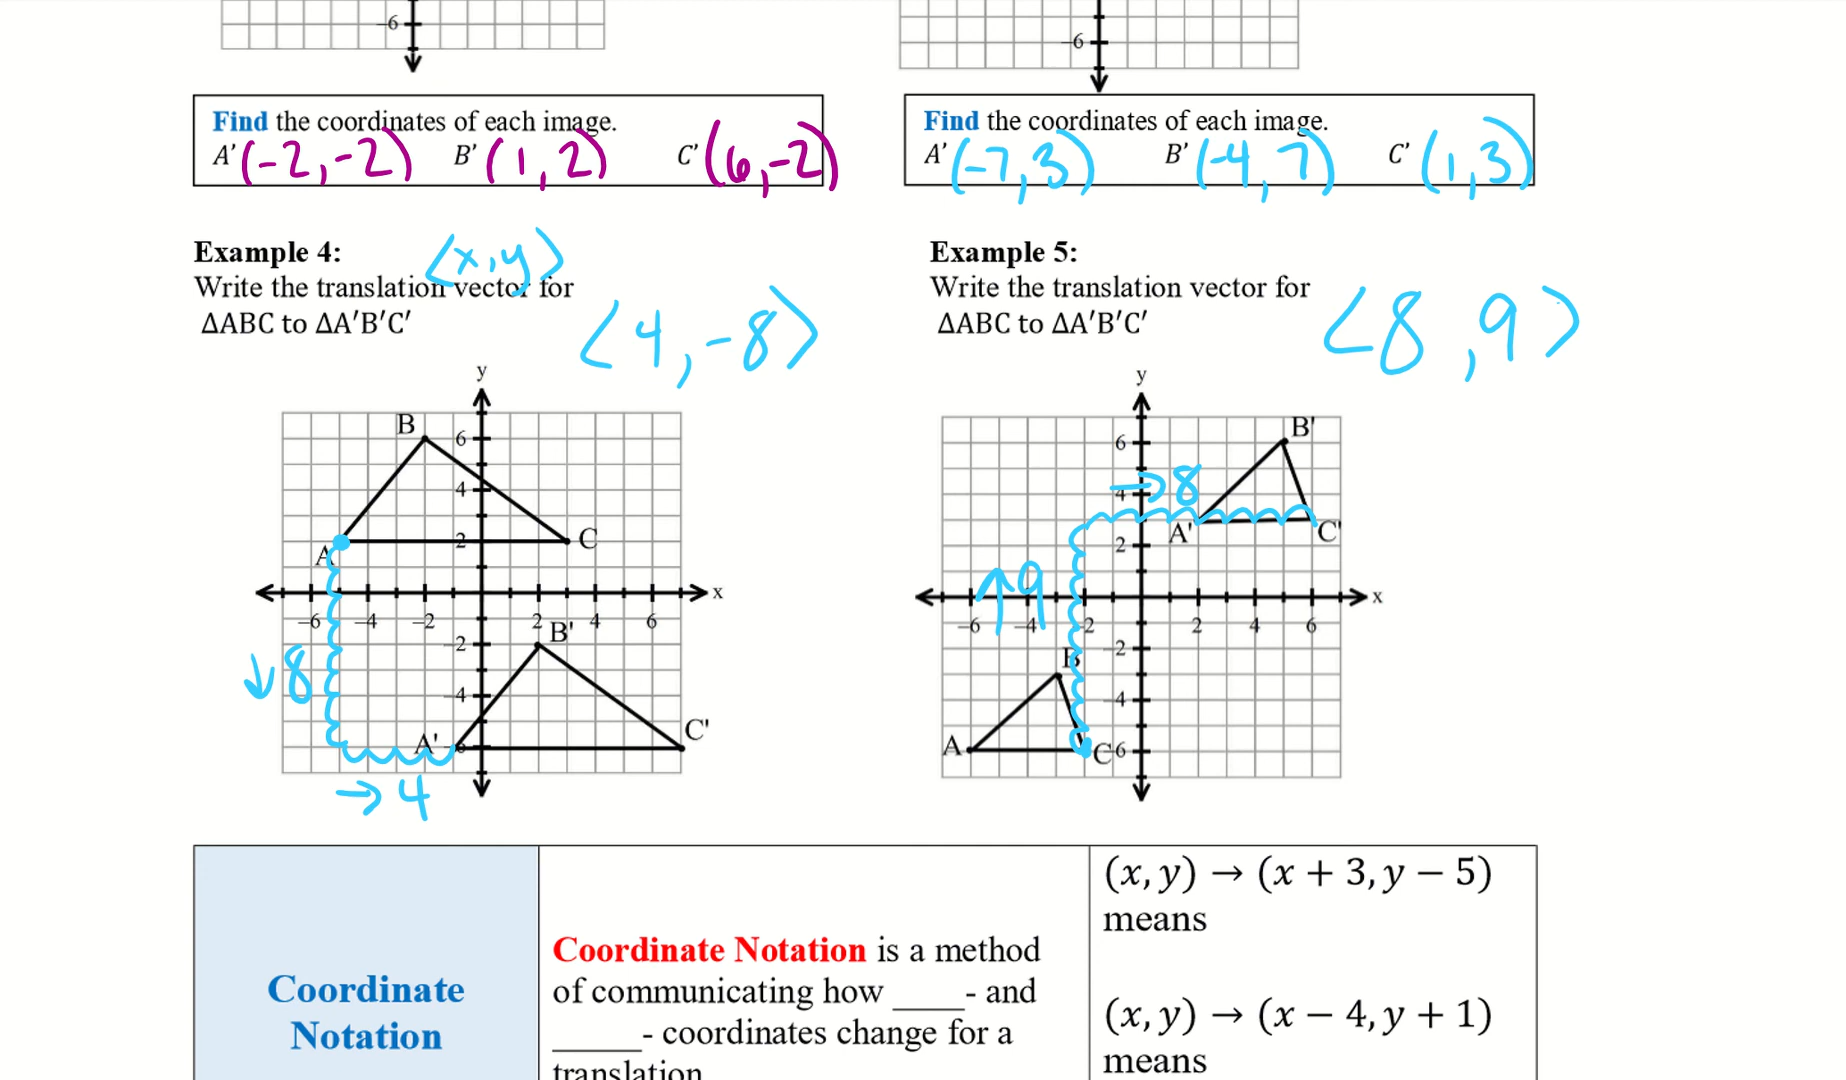 -6
-6
Find the coordinates of each image.
A'(-2,-2) B'(1,2) C'(6,-2)
Find the coordinates of each image.
A'(-7,3) B'(-4,7) C'(1,3)
Example 4:
⟨x,y⟩
Write the translation vector for
ΔABC to ΔA′B′C′
⟨4,-8⟩
Example 5:
Write the translation vector for
ΔABC to ΔA′B′C′
⟨8,9⟩
y
B
6
4
A
2
C
x
-6 -4 -2 2 4 6
B'
-2
↓8
-4
A'
C'
→4
y
B'
6
→8
4
A'
C'
2
↑9
x
-6 -4 -2 2 4 6
-2
B
-4
A
C
-6
Coordinate
Notation
Coordinate Notation is a method
of communicating how ____- and
_____- coordinates change for a
translation
(x, y) → (x + 3, y − 5)
means
(x, y) → (x − 4, y + 1)
means